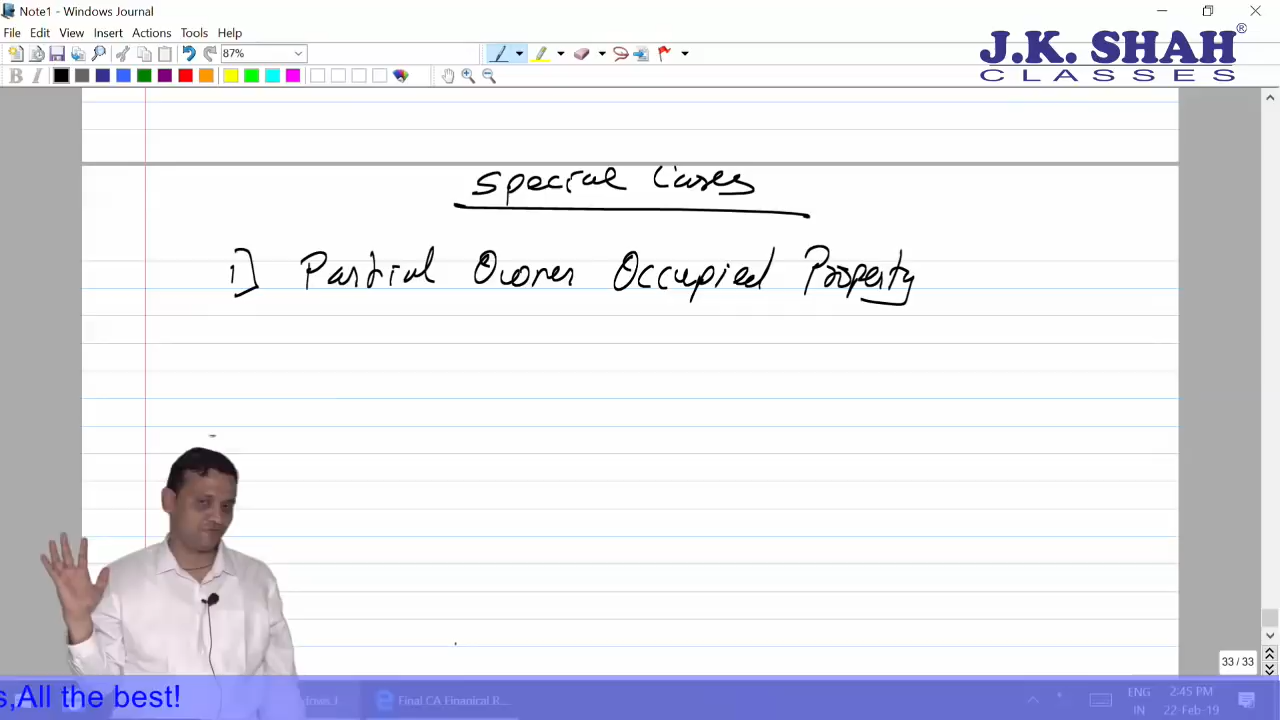 Note1 - Windows Journal
File Edit View Insert Actions Tools Help
87%
J.K. SHAH®
CLASSES
Special Cases
1] Partial Owner Occupied Property
33 / 33
s,All the best!
Final CA Finanical R...
ENG
IN
2:45 PM
22-Feb-19